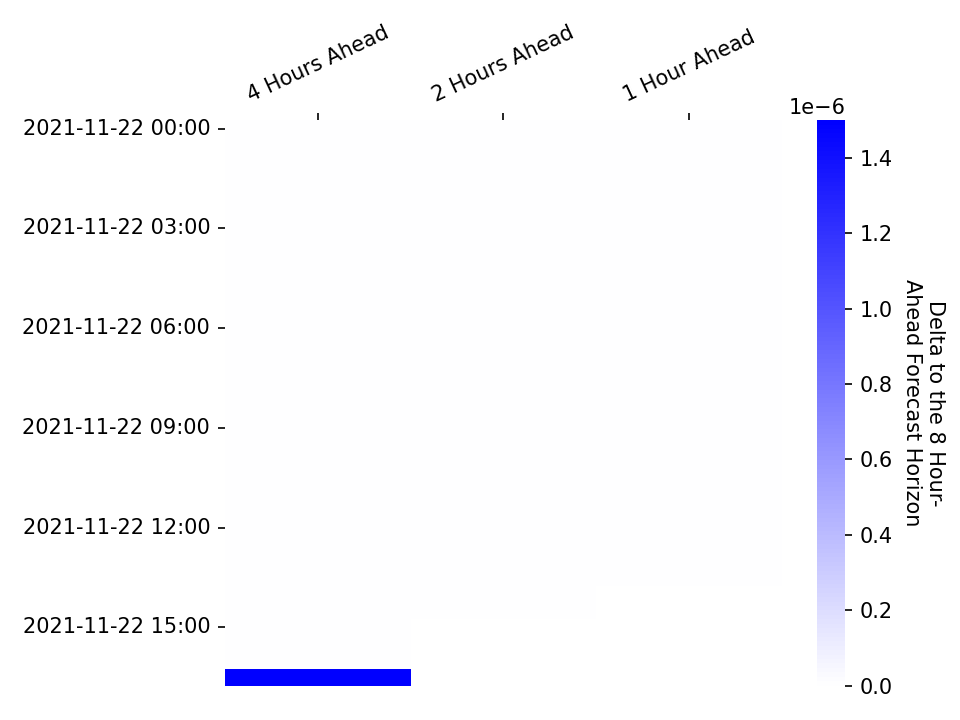 4 Hours Ahead
2 Hours Ahead
1 Hour Ahead
1e−6
2021-11-22 00:00
2021-11-22 03:00
2021-11-22 06:00
2021-11-22 09:00
2021-11-22 12:00
2021-11-22 15:00
1.4
1.2
1.0
0.8
0.6
0.4
0.2
0.0
Delta to the 8 Hour-
Ahead Forecast Horizon